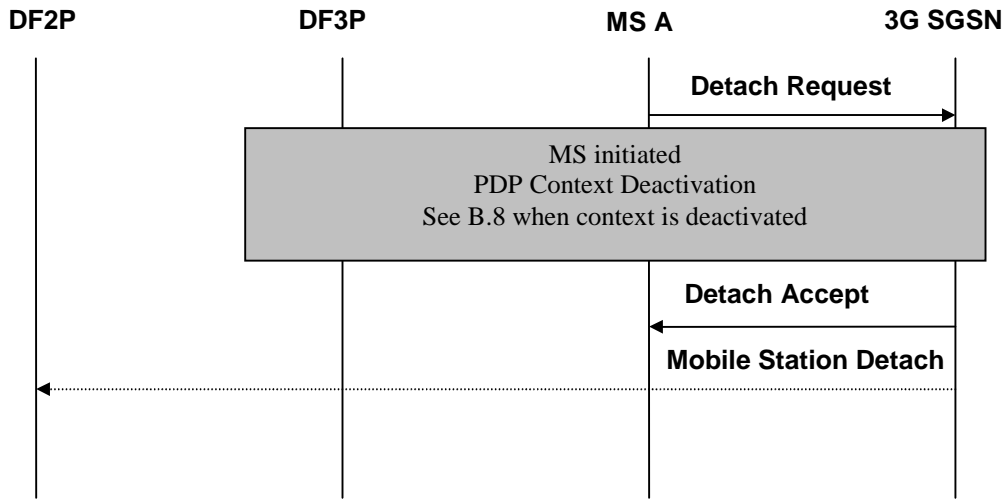 DF2P DF3P MS A 3G SGSN
Detach Request
MS initiated
PDP Context Deactivation
See B.8 when context is deactivated
Detach Accept
Mobile Station Detach